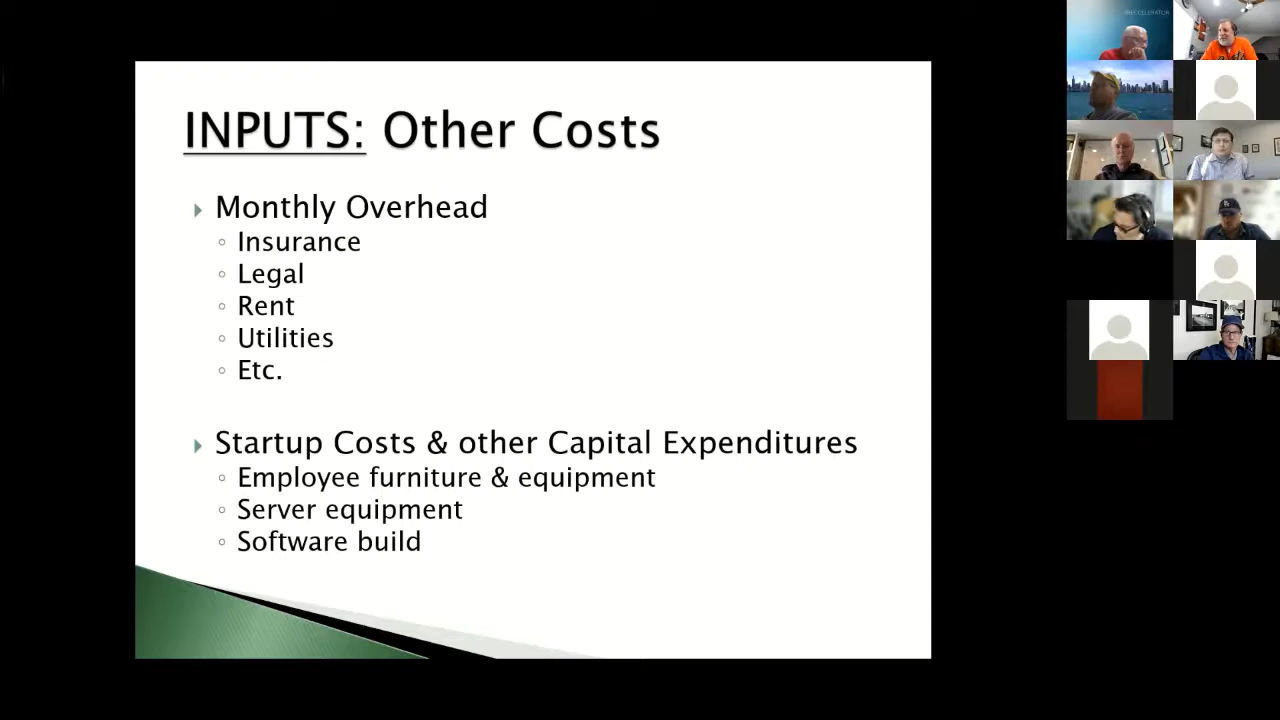 INPUTS: Other Costs
Monthly Overhead
Insurance
Legal
Rent
Utilities
Etc.
Startup Costs & other Capital Expenditures
Employee furniture & equipment
Server equipment
Software build